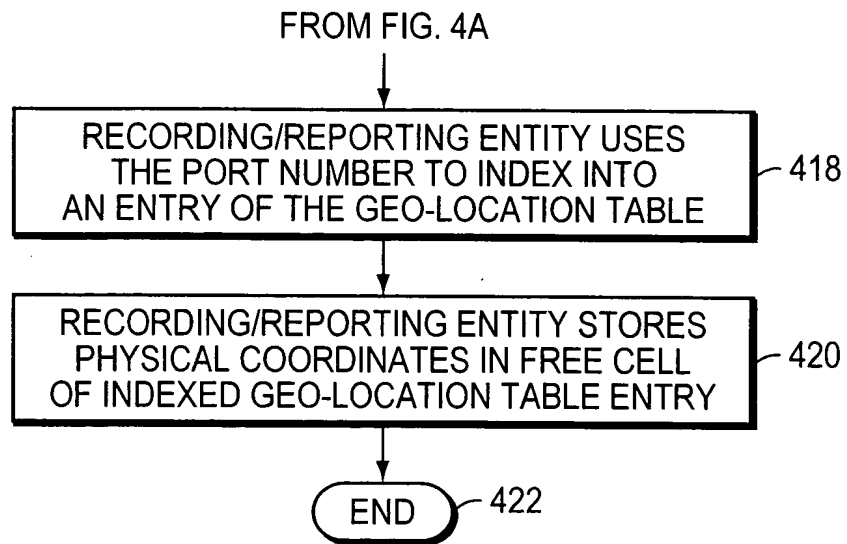 FROM FIG. 4A
RECORDING/REPORTING ENTITY USES
THE PORT NUMBER TO INDEX INTO
AN ENTRY OF THE GEO-LOCATION TABLE
418
RECORDING/REPORTING ENTITY STORES
PHYSICAL COORDINATES IN FREE CELL
OF INDEXED GEO-LOCATION TABLE ENTRY
420
END
422